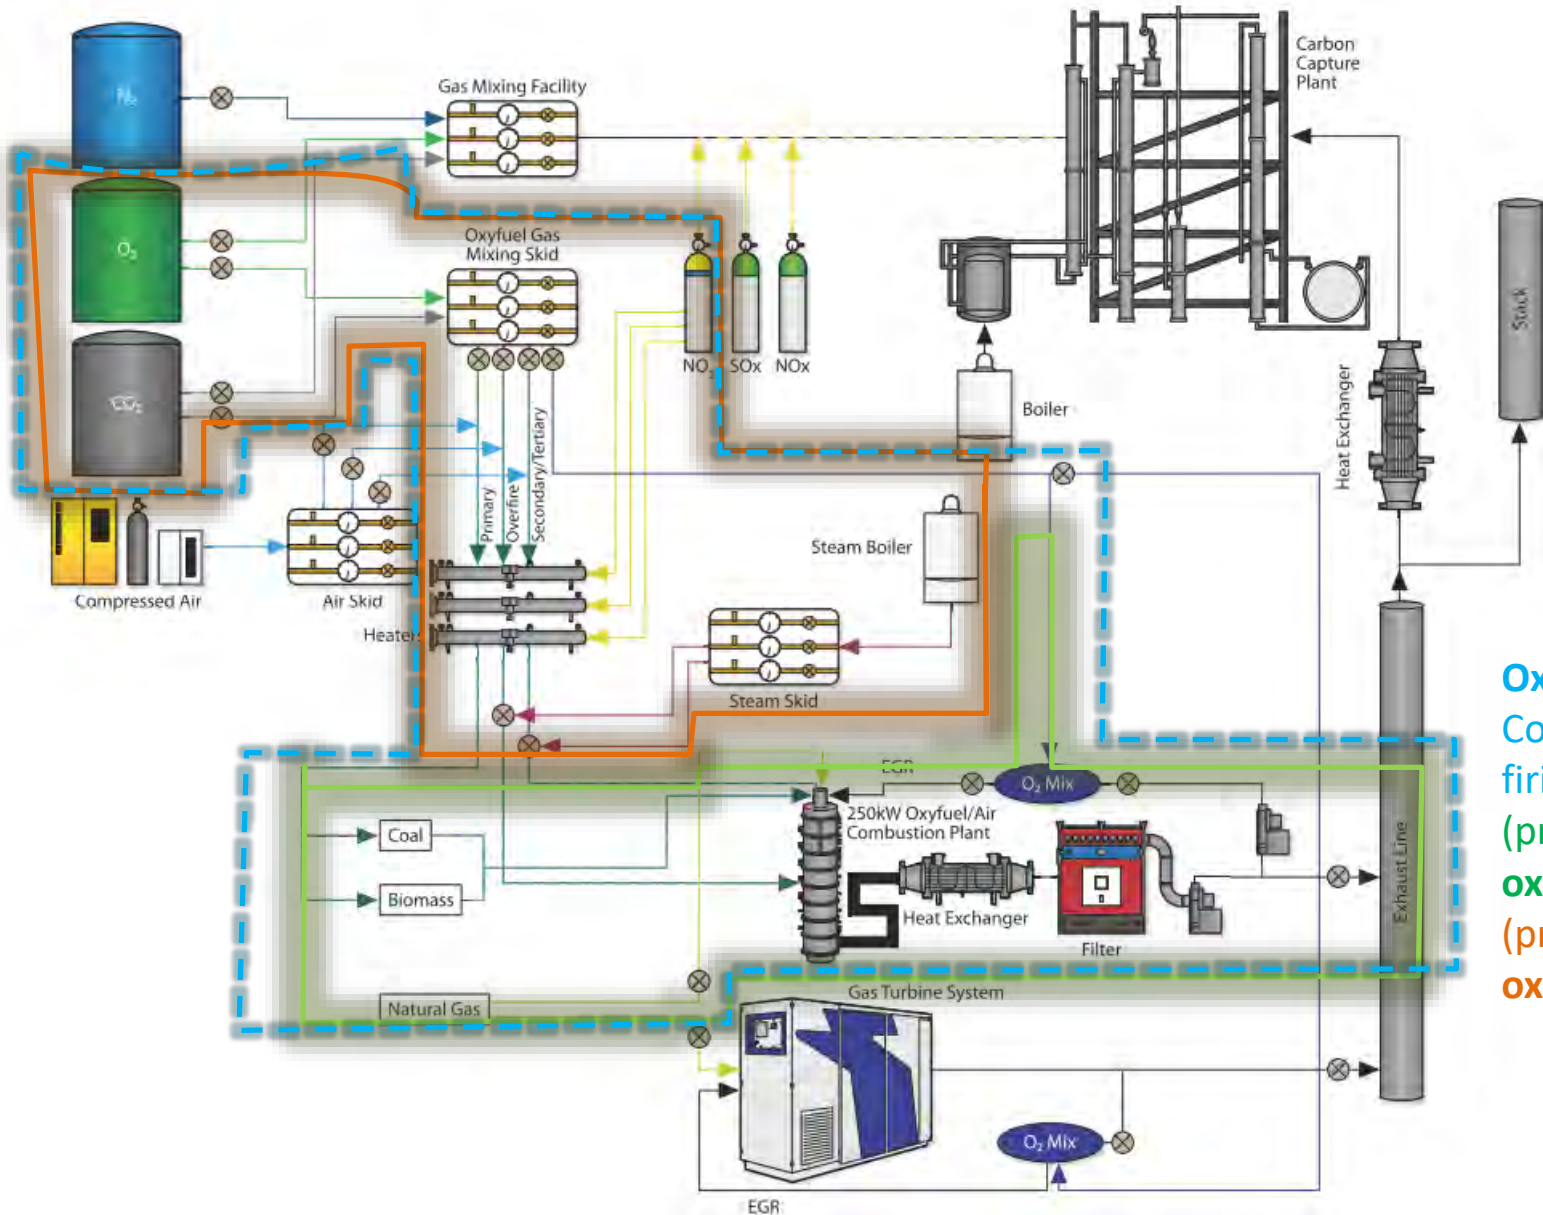 N₂
Gas Mixing Facility
Carbon
Capture
Plant
O₂
Oxyfuel Gas
Mixing Skid
NO
SOx
NOx
Stack
CO₂
Boiler
Heat Exchanger
Primary
Overfire
Secondary/Tertiary
Steam Boiler
Compressed Air
Air Skid
Heaters
Steam Skid
EGR
O₂ Mix
250kW Oxyfuel/Air
Combustion Plant
Coal
Biomass
Heat Exchanger
Filter
Exhaust Line
Natural Gas
Gas Turbine System
O₂ Mix
EGR
Ox
Co
firi
(pr
ox
(pr
ox